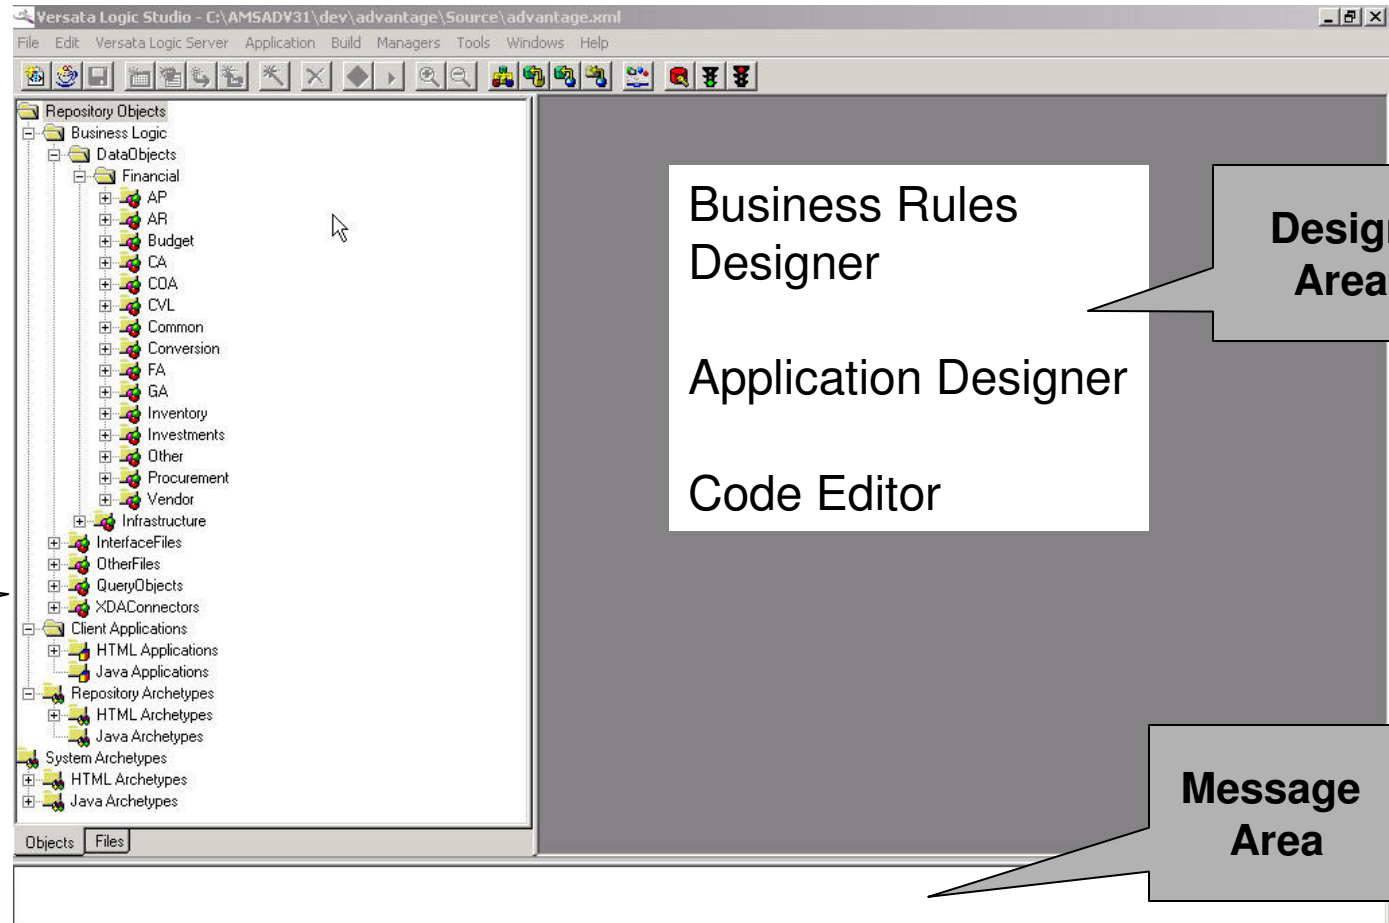 Versata Logic Studio - C:\AMSADV31\dev\advantage\Source\advantage.xml
File Edit Versata Logic Server Application Build Managers Tools Windows Help
Repository Objects
Business Logic
DataObjects
Financial
AP
AR
Budget
CA
COA
CVL
Common
Conversion
FA
GA
Inventory
Investments
Other
Procurement
Vendor
Infrastructure
InterfaceFiles
OtherFiles
QueryObjects
XDAConnectors
Client Applications
HTML Applications
Java Applications
Repository Archetypes
HTML Archetypes
Java Archetypes
System Archetypes
HTML Archetypes
Java Archetypes
Objects Files
Business Rules
Designer
Application Designer
Code Editor
Design
Area
Message
Area